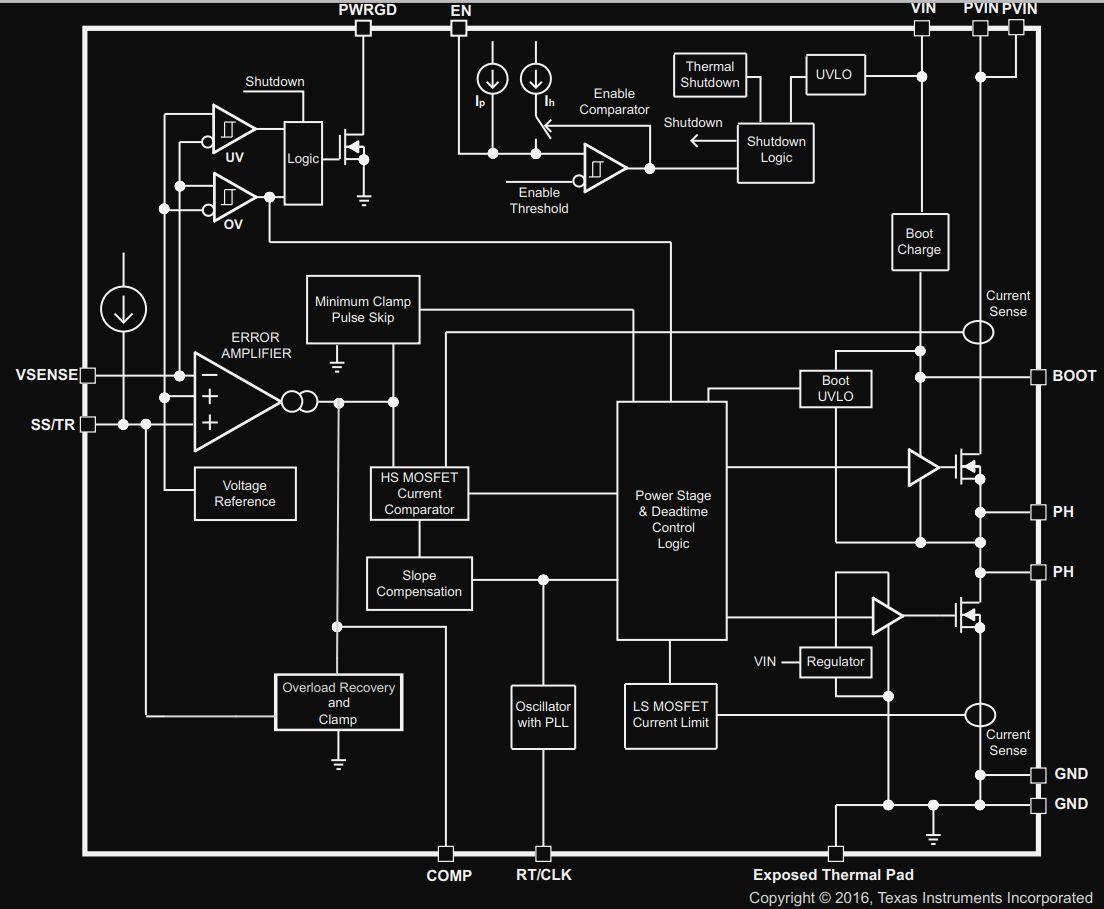 PWRGD
EN
VIN
PVIN
PVIN
Shutdown
UV
OV
Logic
Ip
Ih
Enable
Comparator
Enable
Threshold
Thermal
Shutdown
UVLO
Shutdown
Shutdown
Logic
Boot
Charge
Current
Sense
Minimum Clamp
Pulse Skip
ERROR
AMPLIFIER
VSENSE
SS/TR
−
+
+
Boot
UVLO
BOOT
Voltage
Reference
HS MOSFET
Current
Comparator
Power Stage
& Deadtime
Control
Logic
PH
PH
Slope
Compensation
VIN
Regulator
Overload Recovery
and
Clamp
Oscillator
with PLL
LS MOSFET
Current Limit
Current
Sense
GND
GND
COMP
RT/CLK
Exposed Thermal Pad
Copyright © 2016, Texas Instruments Incorporated